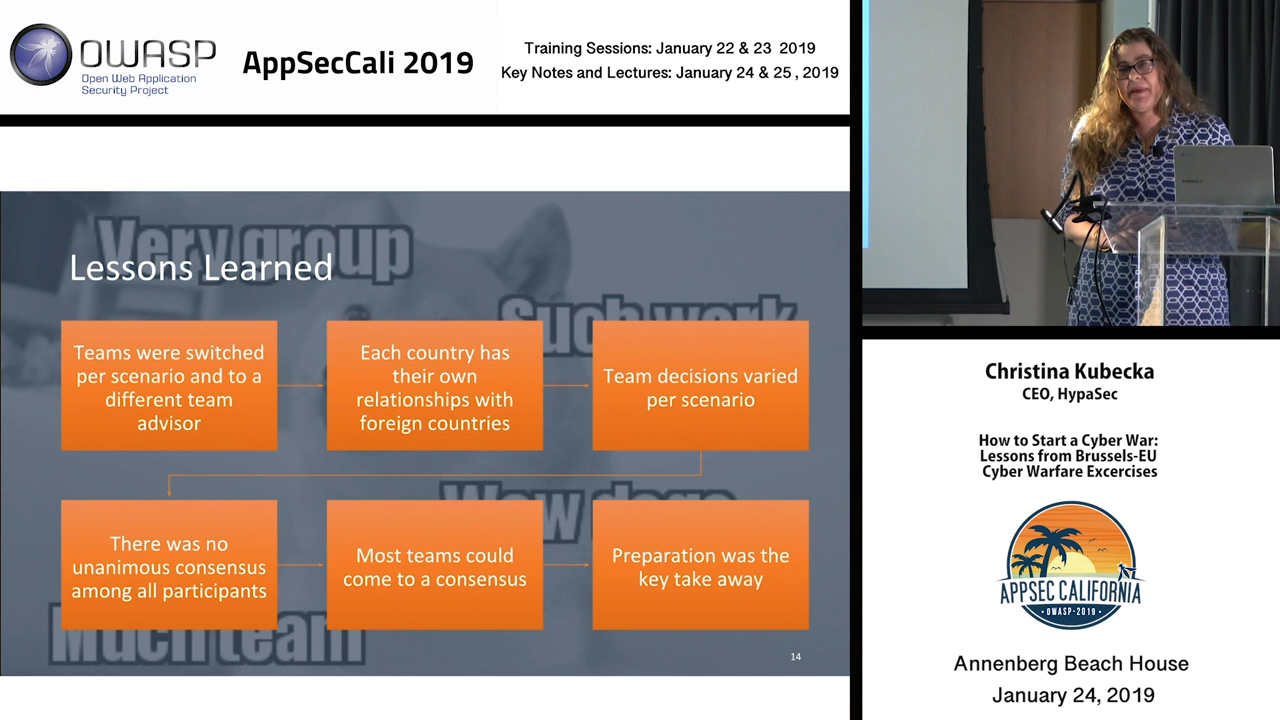 OWASP
Open Web Application
Security Project
AppSecCali 2019
Training Sessions: January 22 & 23 2019
Key Notes and Lectures: January 24 & 25 , 2019
Very group
Lessons Learned
Such work
Teams were switched
per scenario and to a
different team
advisor
Each country has
their own
relationships with
foreign countries
Team decisions varied
per scenario
Wow doge
There was no
unanimous consensus
among all participants
Most teams could
come to a consensus
Preparation was the
key take away
Much team
14
Christina Kubecka
CEO, HypaSec
How to Start a Cyber War:
Lessons from Brussels-EU
Cyber Warfare Excercises
APPSEC CALIFORNIA
• OWASP-2019 •
Annenberg Beach House
January 24, 2019